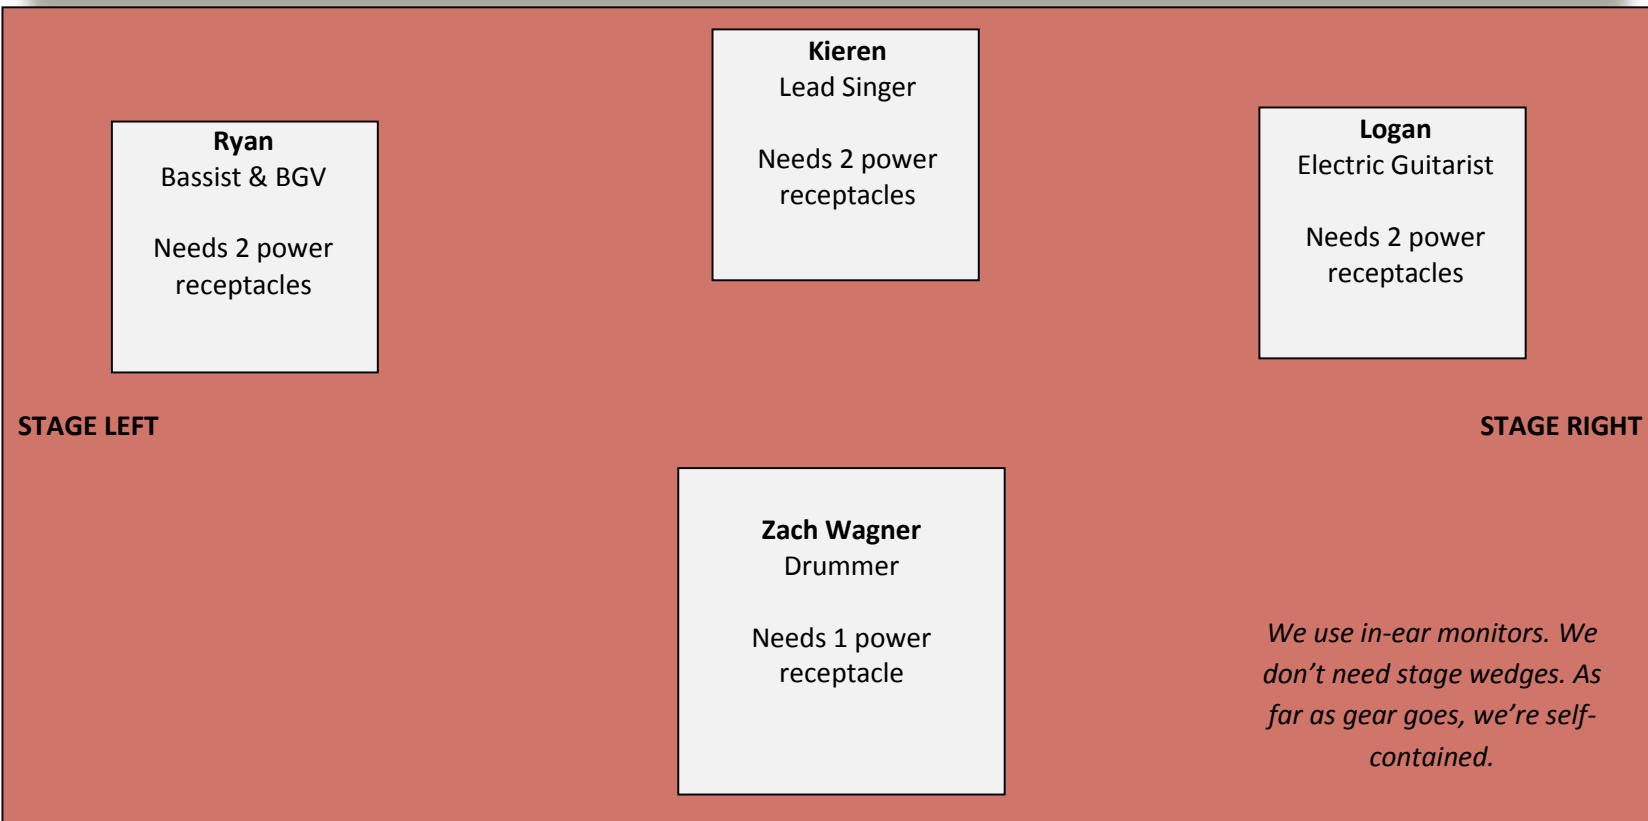 Kieren
Lead Singer
Needs 2 power
receptacles
Ryan
Bassist & BGV
Needs 2 power
receptacles
Logan
Electric Guitarist
Needs 2 power
receptacles
STAGE LEFT
STAGE RIGHT
Zach Wagner
Drummer
Needs 1 power
receptacle
We use in-ear monitors. We
don’t need stage wedges. As
far as gear goes, we’re self-
contained.